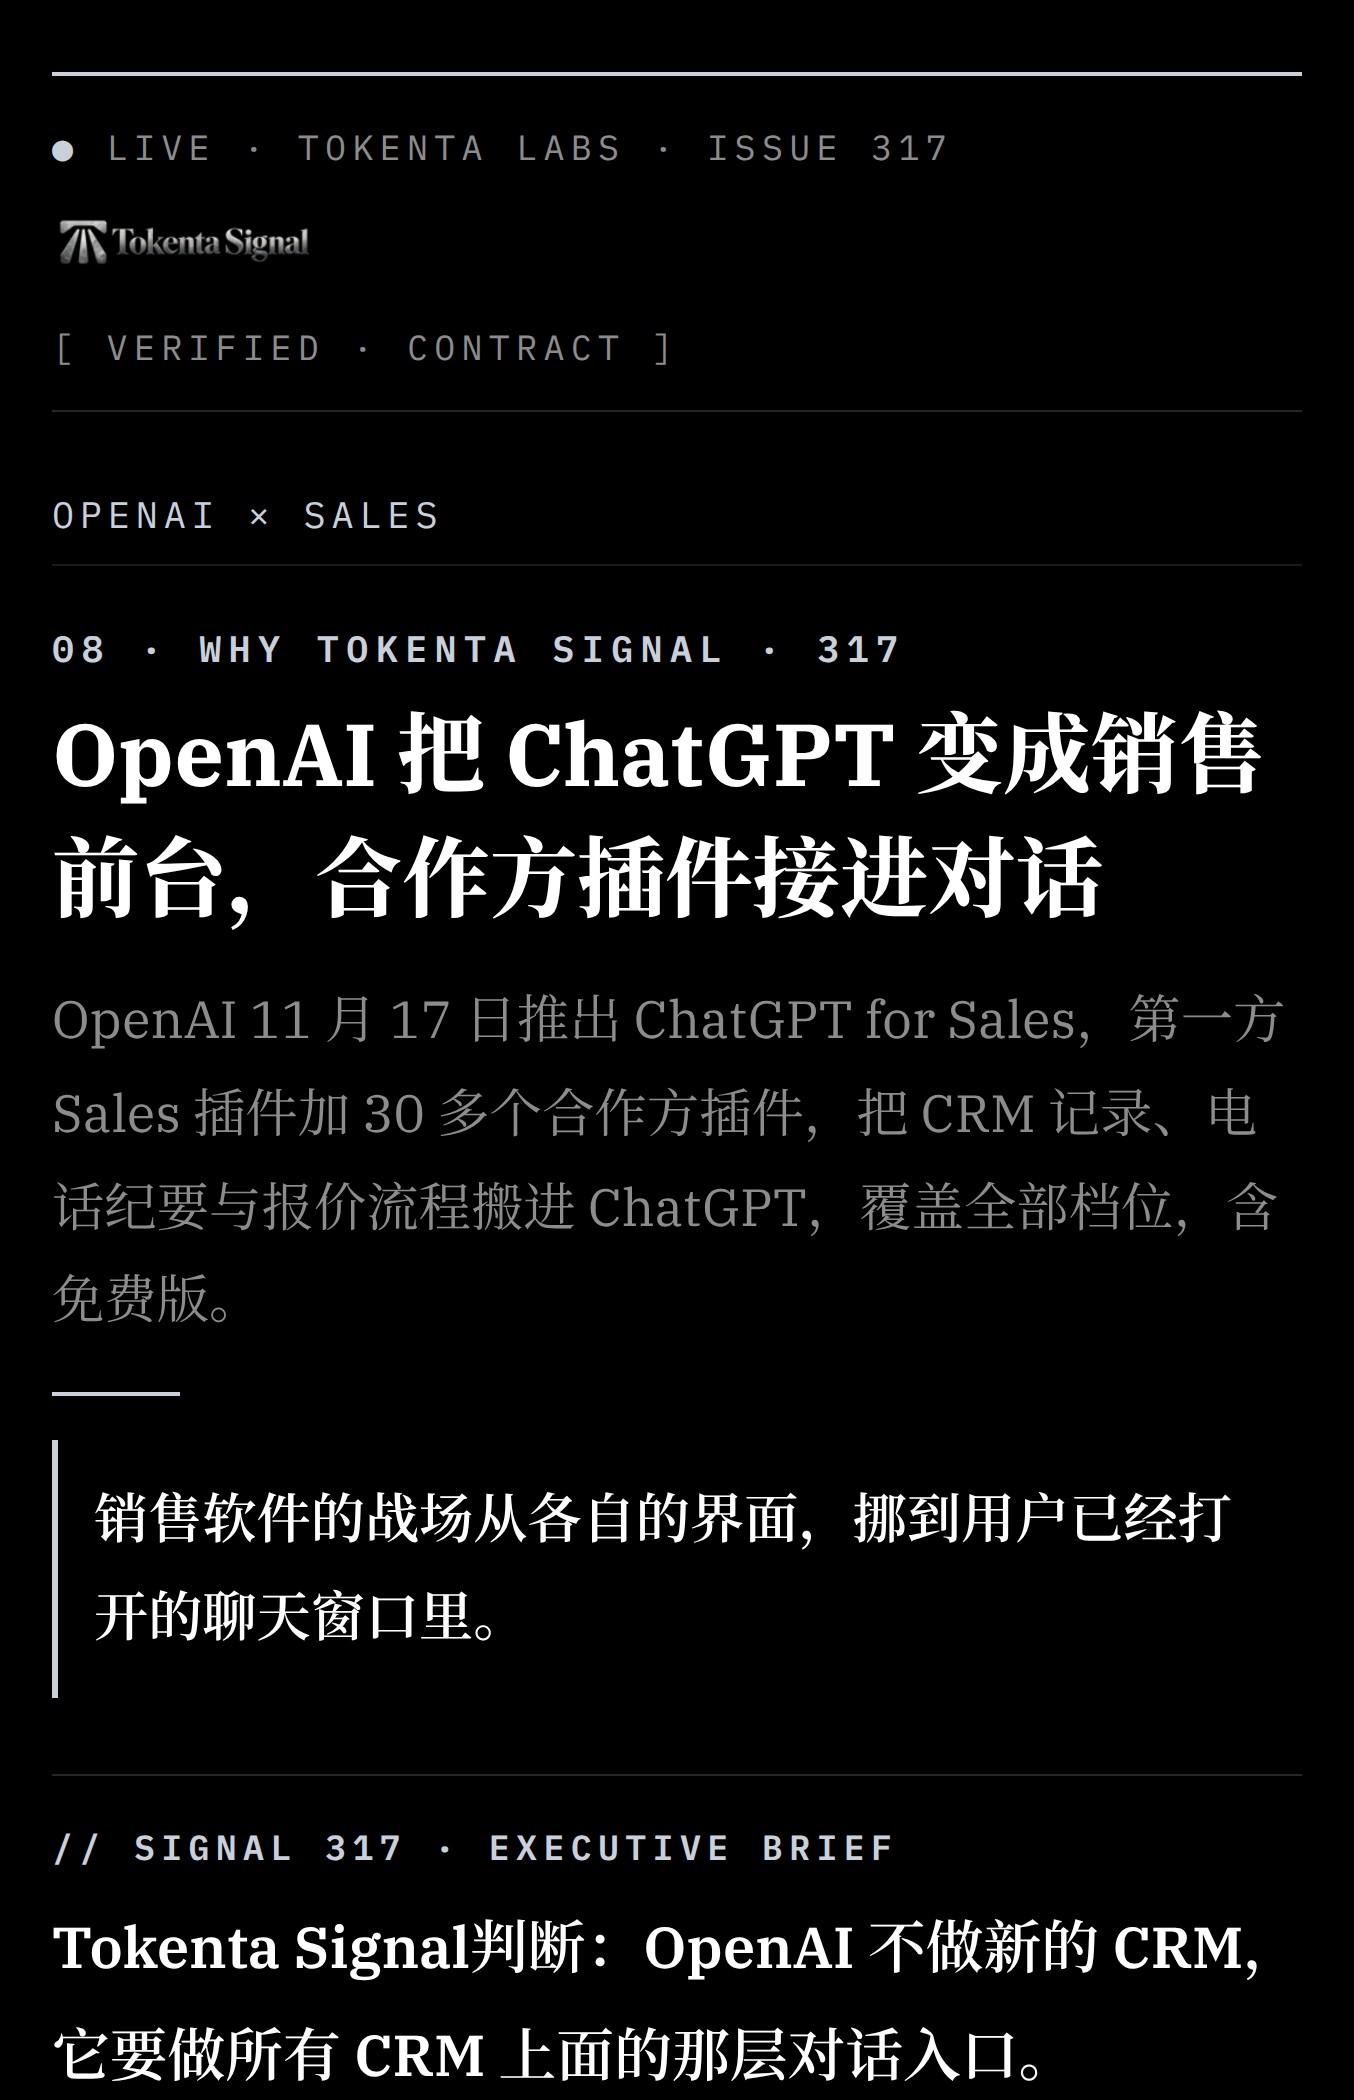 ● LIVE · TOKENTA LABS · ISSUE 317
Tokenta Signal
[ VERIFIED · CONTRACT ]
OPENAI × SALES
08 · WHY TOKENTA SIGNAL · 317
OpenAI 把 ChatGPT 变成销售
前台，合作方插件接进对话
OpenAI 11 月 17 日推出 ChatGPT for Sales，第一方
Sales 插件加 30 多个合作方插件，把 CRM 记录、电
话纪要与报价流程搬进 ChatGPT，覆盖全部档位，含
免费版。
销售软件的战场从各自的界面，挪到用户已经打
开的聊天窗口里。
// SIGNAL 317 · EXECUTIVE BRIEF
Tokenta Signal判断：OpenAI 不做新的 CRM，
它要做所有 CRM 上面的那层对话入口。